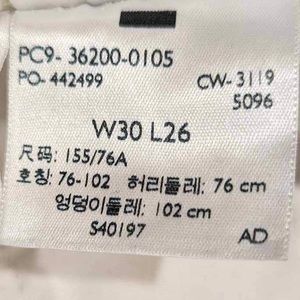 PC9- 36200-0105
PO- 442499 CW- 3119
5096
W30 L26
尺码: 155/76A
호칭: 76-102 허리둘레: 76 cm
엉덩이둘레: 102 cm
S40197 AD